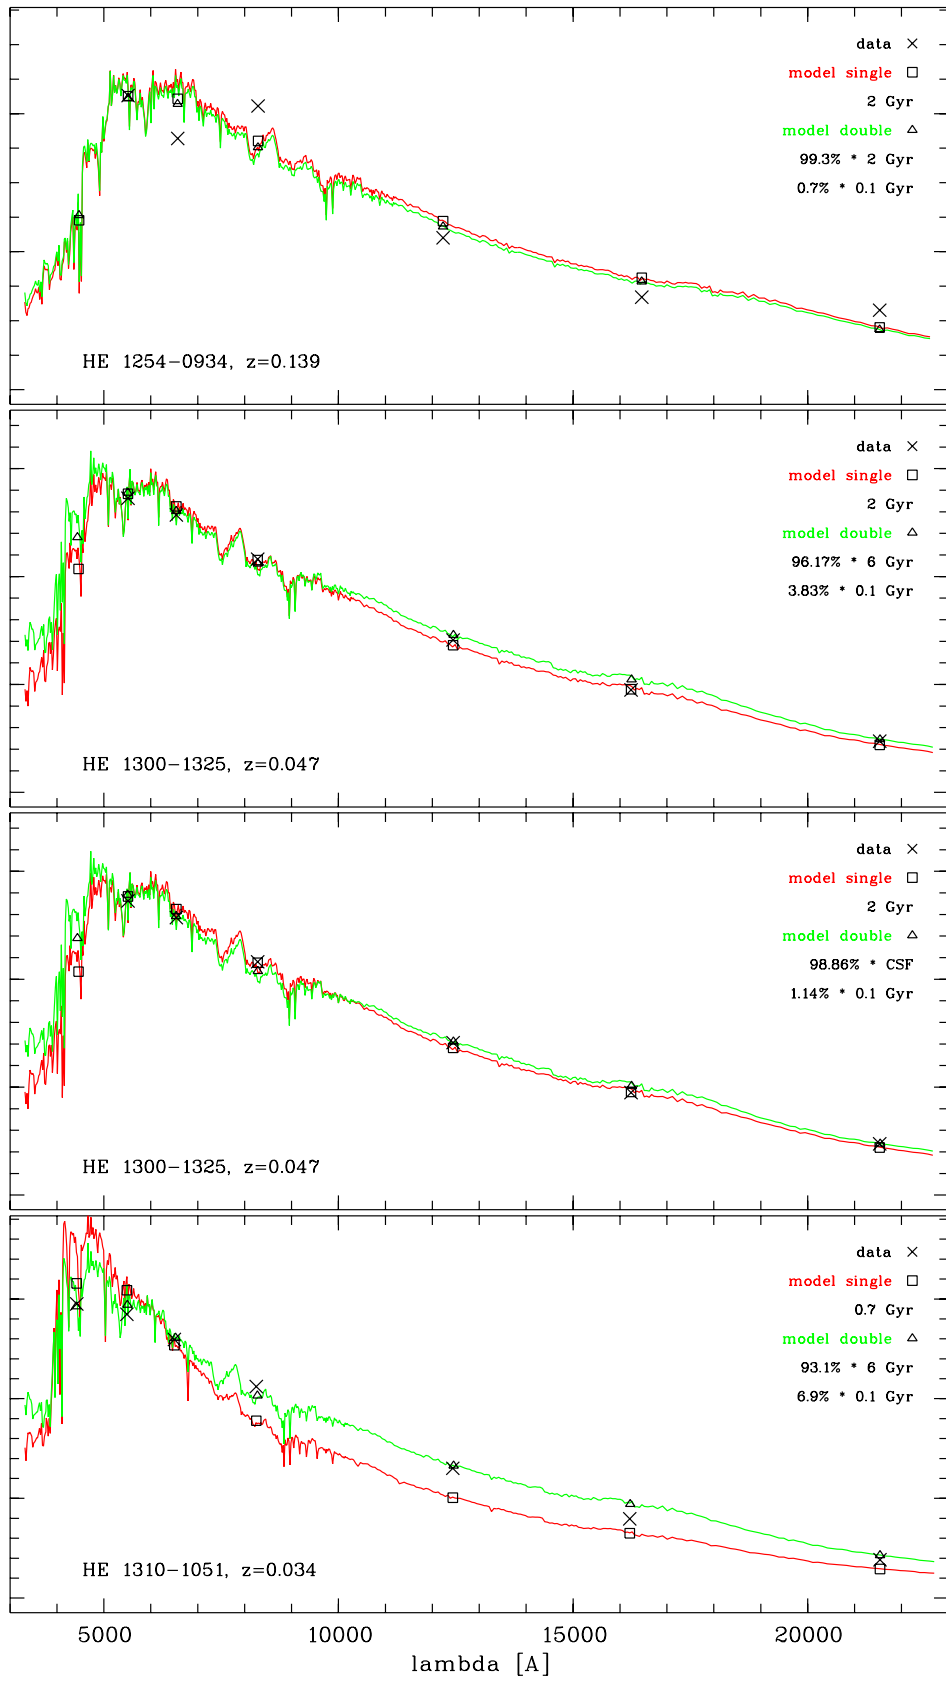 data ×
model single □
2 Gyr
model double △
99.3% * 2 Gyr
0.7% * 0.1 Gyr
HE 1254−0934, z=0.139
data ×
model single □
2 Gyr
model double △
96.17% * 6 Gyr
3.83% * 0.1 Gyr
HE 1300−1325, z=0.047
data ×
model single □
2 Gyr
model double △
98.86% * CSF
1.14% * 0.1 Gyr
HE 1300−1325, z=0.047
data ×
model single □
0.7 Gyr
model double △
93.1% * 6 Gyr
6.9% * 0.1 Gyr
HE 1310−1051, z=0.034
5000 10000 15000 20000
lambda [A]